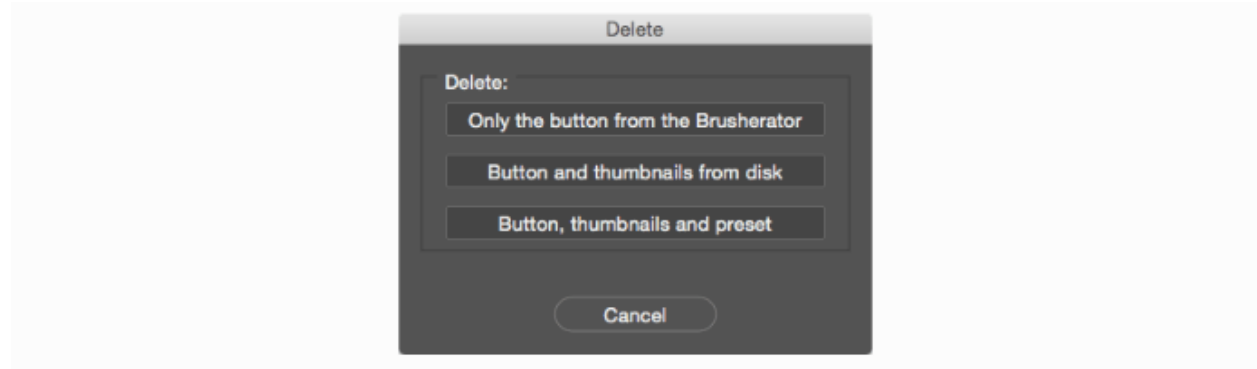 Delete
Delete:
Only the button from the Brusherator
Button and thumbnails from disk
Button, thumbnails and preset
Cancel